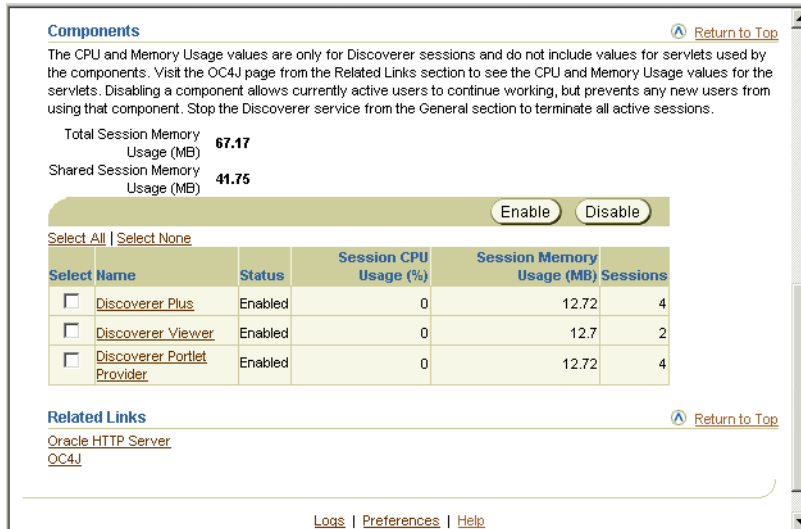 Components
Return to Top
The CPU and Memory Usage values are only for Discoverer sessions and do not include values for servlets used by
the components. Visit the OC4J page from the Related Links section to see the CPU and Memory Usage values for the
servlets. Disabling a component allows currently active users to continue working, but prevents any new users from
using that component. Stop the Discoverer service from the General section to terminate all active sessions.
Total Session Memory
Usage (MB) 67.17
Shared Session Memory
Usage (MB) 41.75
Enable Disable
Select All | Select None
Session CPU Session Memory
Select Name Status Usage (%) Usage (MB) Sessions
Discoverer Plus Enabled 0 12.72 4
Discoverer Viewer Enabled 0 12.7 2
Discoverer Portlet
Provider Enabled 0 12.72 4
Related Links
Return to Top
Oracle HTTP Server
OC4J
Logs | Preferences | Help